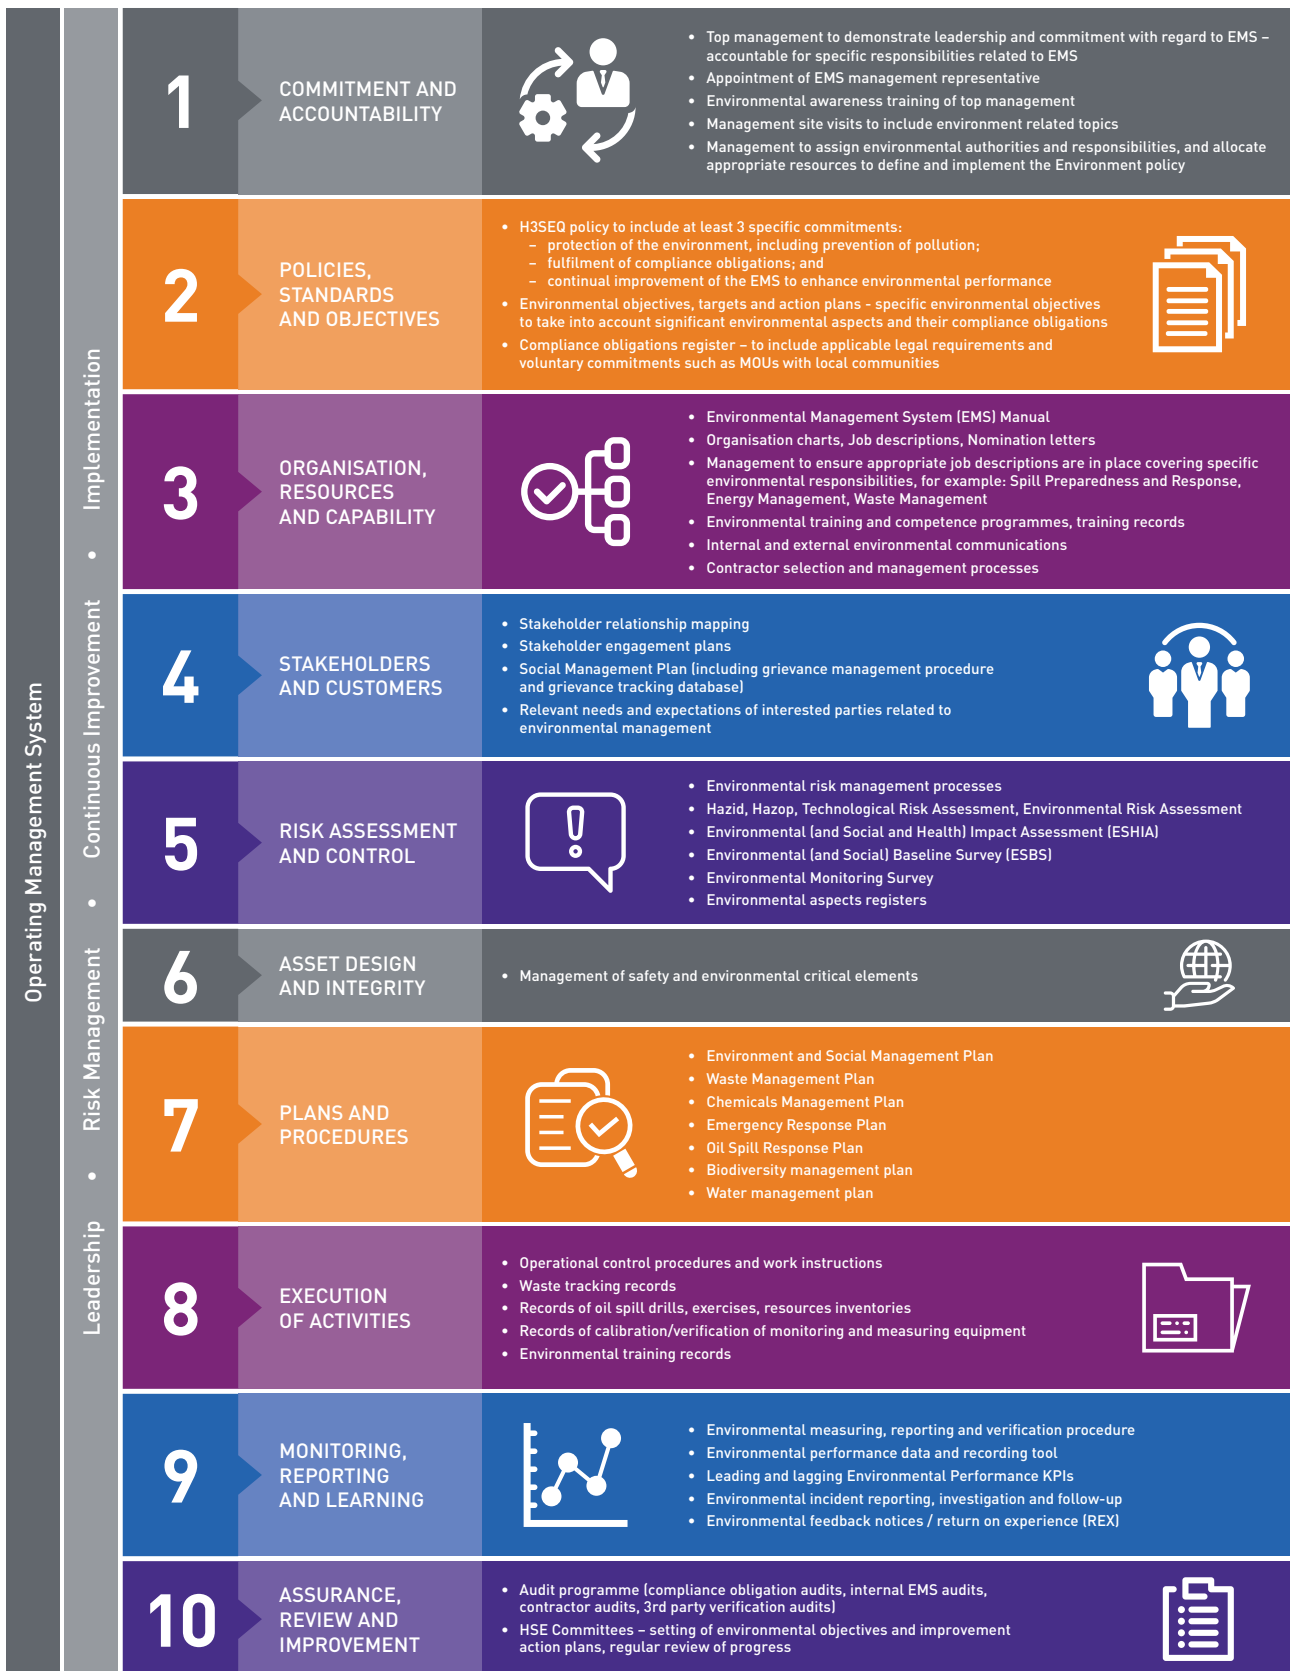 Operating Management System
Leadership • Risk Management • Continuous Improvement • Implementation
1
COMMITMENT AND
ACCOUNTABILITY
• Top management to demonstrate leadership and commitment with regard to EMS –
accountable for specific responsibilities related to EMS
• Appointment of EMS management representative
• Environmental awareness training of top management
• Management site visits to include environment related topics
• Management to assign environmental authorities and responsibilities, and allocate
appropriate resources to define and implement the Environment policy
2
POLICIES,
STANDARDS
AND OBJECTIVES
• H3SEQ policy to include at least 3 specific commitments:
– protection of the environment, including prevention of pollution;
– fulfilment of compliance obligations; and
– continual improvement of the EMS to enhance environmental performance
• Environmental objectives, targets and action plans - specific environmental objectives
to take into account significant environmental aspects and their compliance obligations
• Compliance obligations register – to include applicable legal requirements and
voluntary commitments such as MOUs with local communities
3
ORGANISATION,
RESOURCES
AND CAPABILITY
• Environmental Management System (EMS) Manual
• Organisation charts, Job descriptions, Nomination letters
• Management to ensure appropriate job descriptions are in place covering specific
environmental responsibilities, for example: Spill Preparedness and Response,
Energy Management, Waste Management
• Environmental training and competence programmes, training records
• Internal and external environmental communications
• Contractor selection and management processes
4
STAKEHOLDERS
AND CUSTOMERS
• Stakeholder relationship mapping
• Stakeholder engagement plans
• Social Management Plan (including grievance management procedure
and grievance tracking database)
• Relevant needs and expectations of interested parties related to
environmental management
5
RISK ASSESSMENT
AND CONTROL
• Environmental risk management processes
• Hazid, Hazop, Technological Risk Assessment, Environmental Risk Assessment
• Environmental (and Social and Health) Impact Assessment (ESHIA)
• Environmental (and Social) Baseline Survey (ESBS)
• Environmental Monitoring Survey
• Environmental aspects registers
6
ASSET DESIGN
AND INTEGRITY
• Management of safety and environmental critical elements
7
PLANS AND
PROCEDURES
• Environment and Social Management Plan
• Waste Management Plan
• Chemicals Management Plan
• Emergency Response Plan
• Oil Spill Response Plan
• Biodiversity management plan
• Water management plan
8
EXECUTION
OF ACTIVITIES
• Operational control procedures and work instructions
• Waste tracking records
• Records of oil spill drills, exercises, resources inventories
• Records of calibration/verification of monitoring and measuring equipment
• Environmental training records
9
MONITORING,
REPORTING
AND LEARNING
• Environmental measuring, reporting and verification procedure
• Environmental performance data and recording tool
• Leading and lagging Environmental Performance KPIs
• Environmental incident reporting, investigation and follow-up
• Environmental feedback notices / return on experience (REX)
10
ASSURANCE,
REVIEW AND
IMPROVEMENT
• Audit programme (compliance obligation audits, internal EMS audits,
contractor audits, 3rd party verification audits)
• HSE Committees – setting of environmental objectives and improvement
action plans, regular review of progress